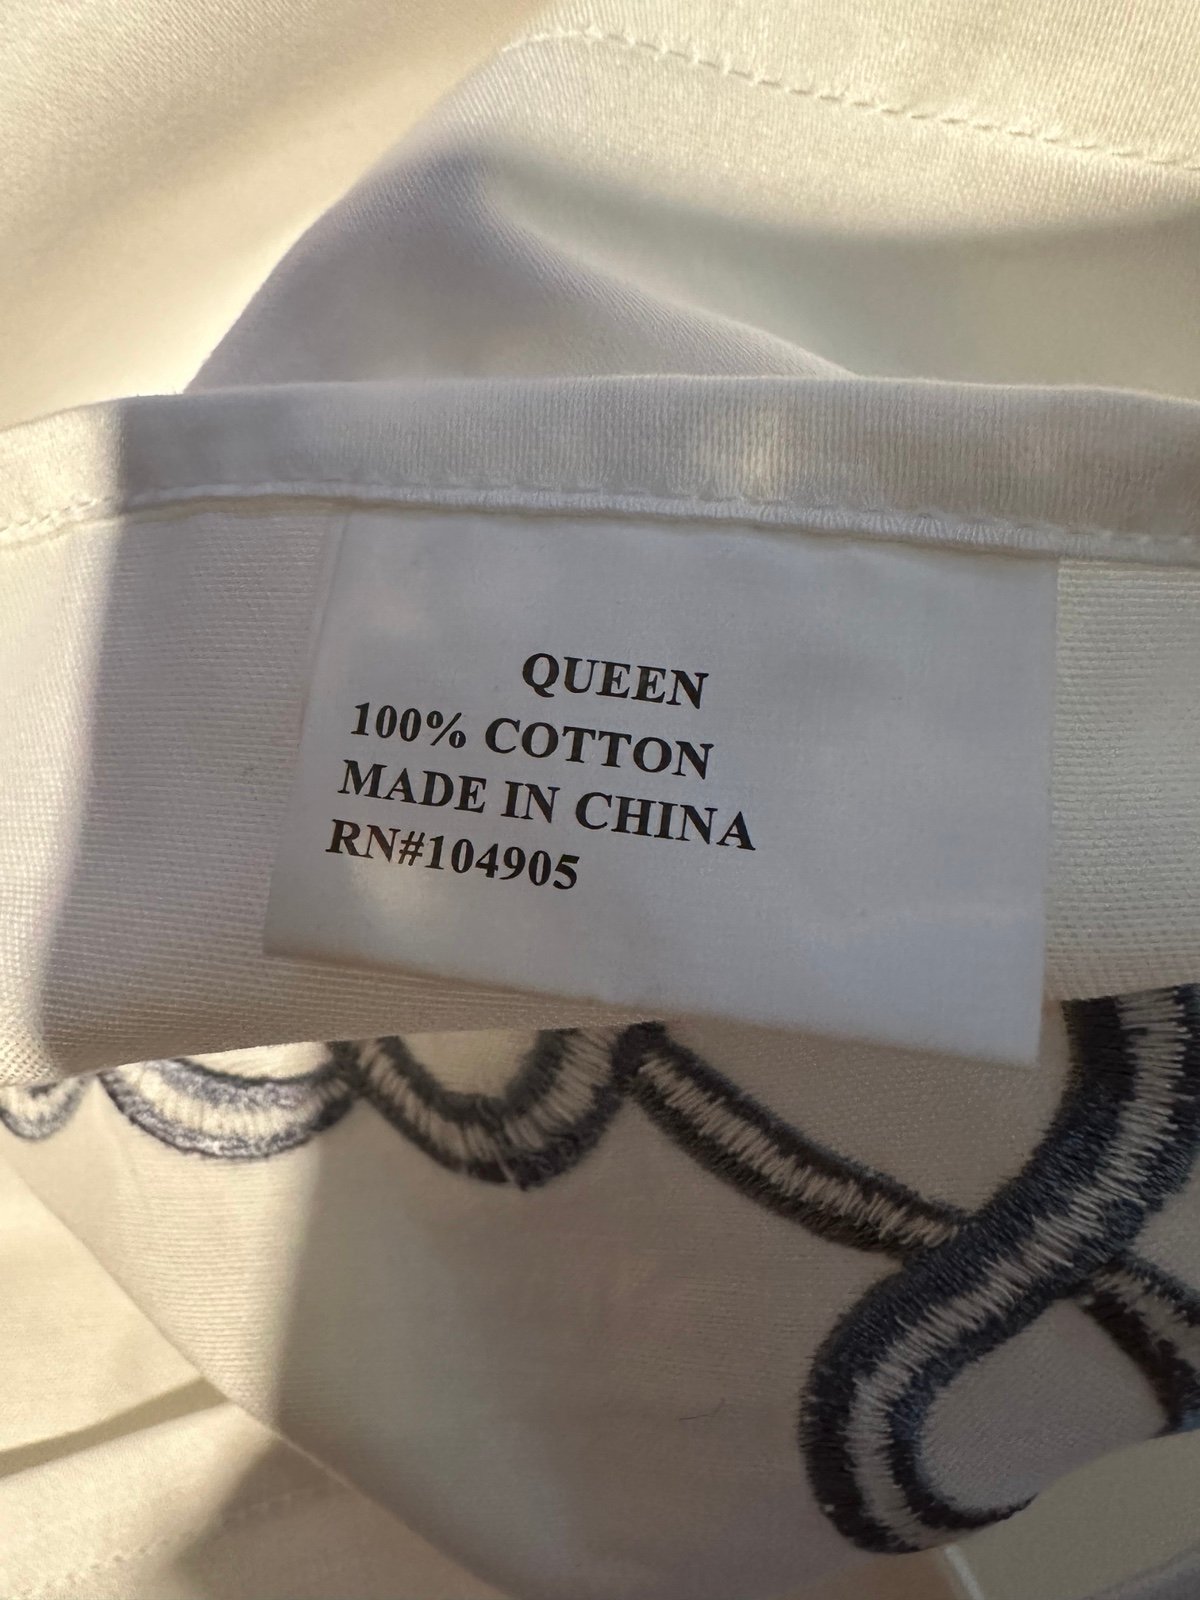 QUEEN
100% COTTON
MADE IN CHINA
RN#104905